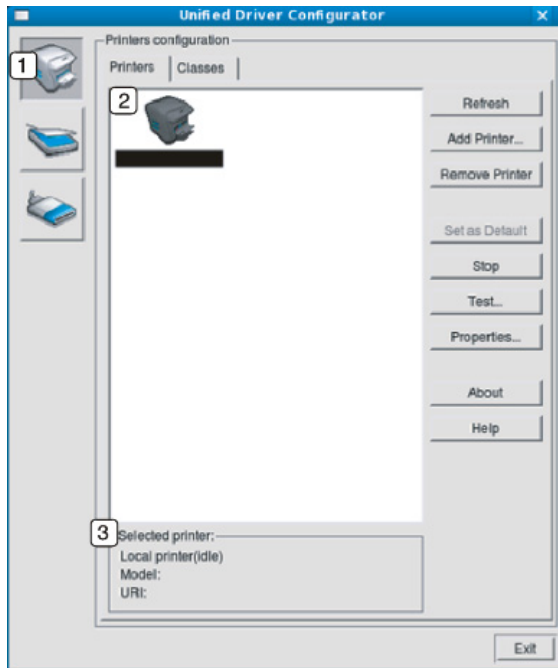 Unified Driver Configurator
1
Printers configuration
Printers
Classes
2
Refresh
Add Printer...
Remove Printer
Set as Default
Stop
Test...
Properties...
About
Help
3
Selected printer:
Local printer(idle)
Model:
URI:
Exit